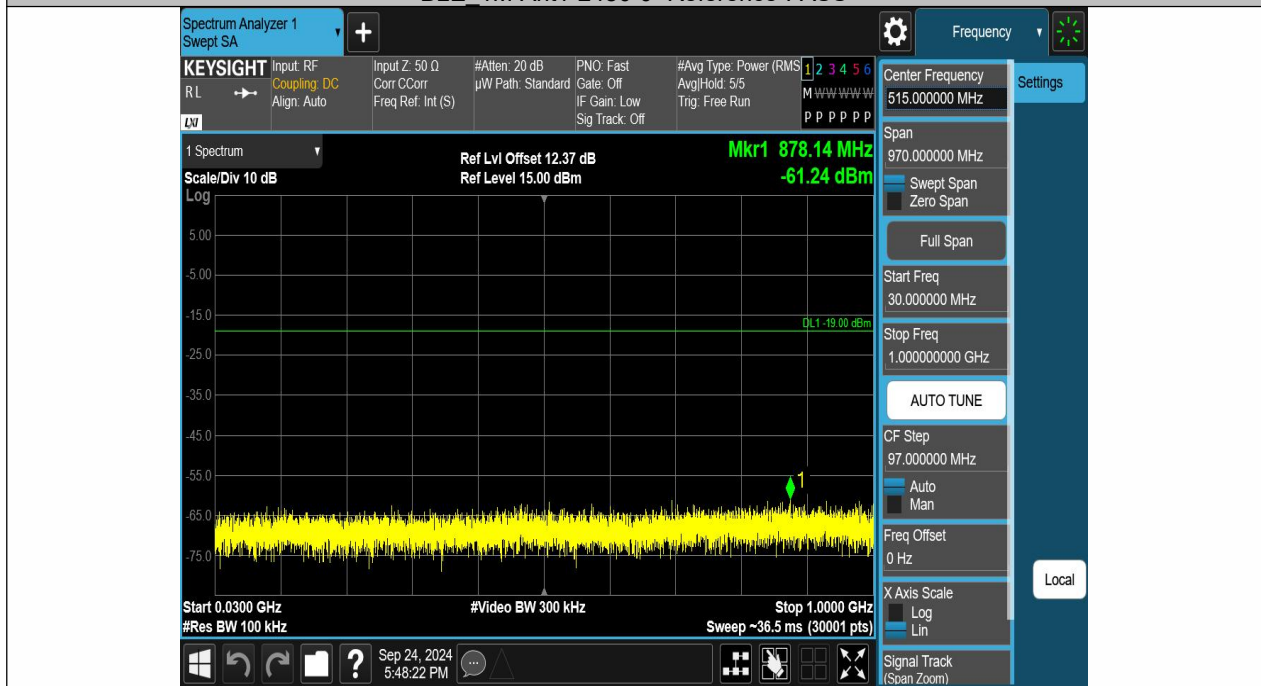 Spectrum Analyzer 1
Swept SA
Frequency
KEYSIGHT
RL
LXI
Input: RF
Coupling: DC
Align: Auto
Input Z: 50 Ω
Corr CCorr
Freq Ref: Int (S)
#Atten: 20 dB
µW Path: Standard
PNO: Fast
Gate: Off
IF Gain: Low
Sig Track: Off
#Avg Type: Power (RMS
Avg|Hold: 5/5
Trig: Free Run
1 2 3 4 5 6
M W W W W W
P P P P P P
1 Spectrum
Scale/Div 10 dB
Log
Ref Lvl Offset 12.37 dB
Ref Level 15.00 dBm
Mkr1 878.14 MHz
-61.24 dBm
5.00
-5.00
-15.0
DL1 -19.00 dBm
-25.0
-35.0
-45.0
-55.0
1
-65.0
-75.0
Start 0.0300 GHz
#Res BW 100 kHz
#Video BW 300 kHz
Stop 1.0000 GHz
Sweep ~36.5 ms (30001 pts)
?
Sep 24, 2024
5:48:22 PM
Center Frequency
515.000000 MHz
Settings
Span
970.000000 MHz
Swept Span
Zero Span
Full Span
Start Freq
30.000000 MHz
Stop Freq
1.000000000 GHz
AUTO TUNE
CF Step
97.000000 MHz
Auto
Man
Freq Offset
0 Hz
Local
X Axis Scale
Log
Lin
Signal Track
(Span Zoom)